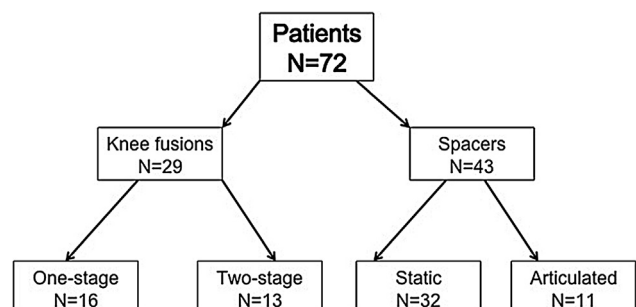 Patients
N=72
Knee fusions
N=29
Spacers
N=43
One-stage
N=16
Two-stage
N=13
Static
N=32
Articulated
N=11